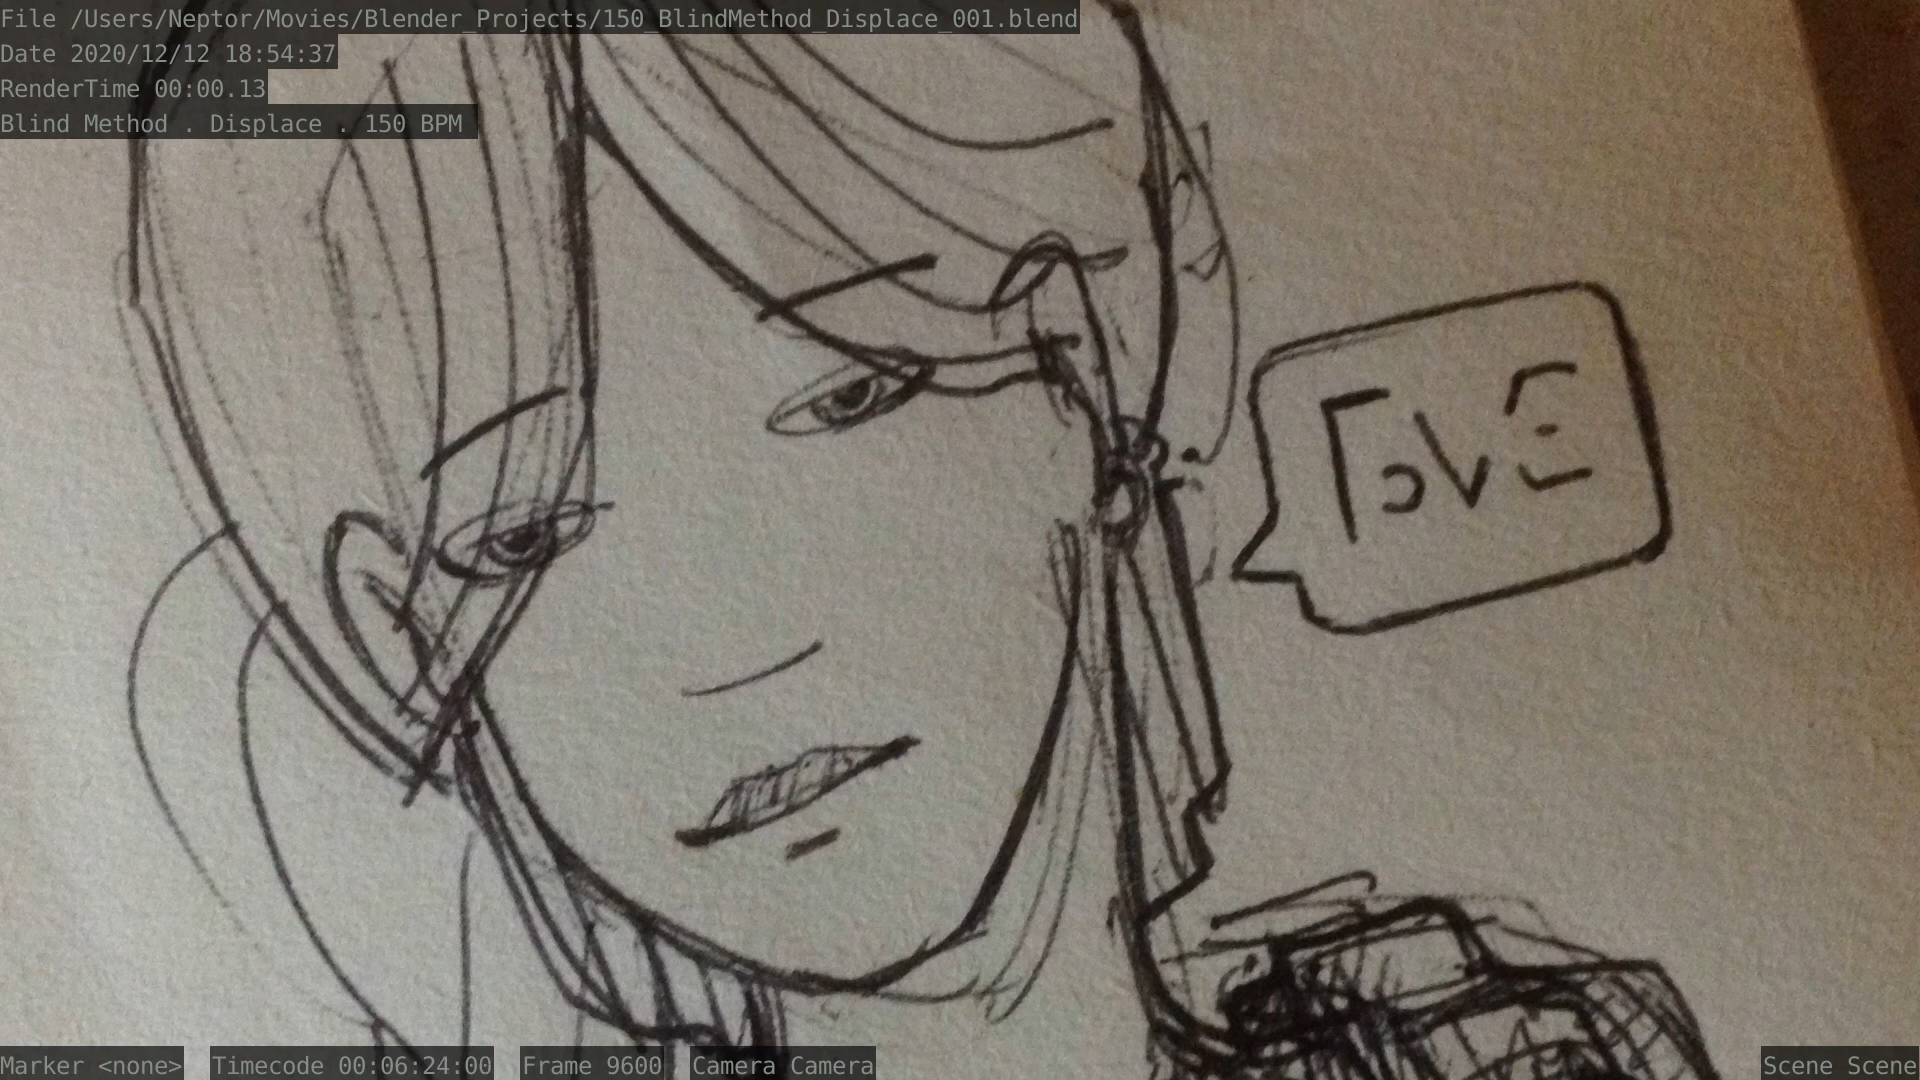 File /Users/Neptor/Movies/Blender_Projects/150_BlindMethod_Displace_001.blend
Date 2020/12/12 18:54:37
RenderTime 00:00.13
Blind Method . Displace . 150 BPM
Marker <none> Timecode 00:06:24:00 Frame 9600 Camera Camera Scene Scene